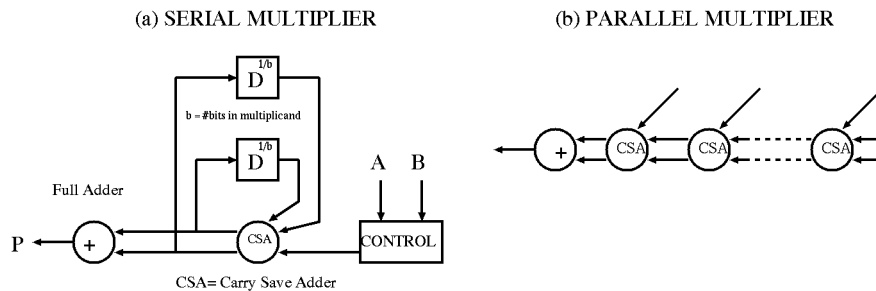 (a) SERIAL MULTIPLIER
1/b
D
b = #bits in multiplicand
1/b
D
A B
Full Adder
P
+
CSA
CONTROL
CSA= Carry Save Adder
(b) PARALLEL MULTIPLIER
+
CSA
CSA
CSA